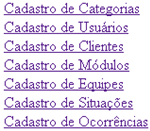 Cadastro de Categorias
Cadastro de Usuários
Cadastro de Clientes
Cadastro de Módulos
Cadastro de Equipes
Cadastro de Situações
Cadastro de Ocorrências